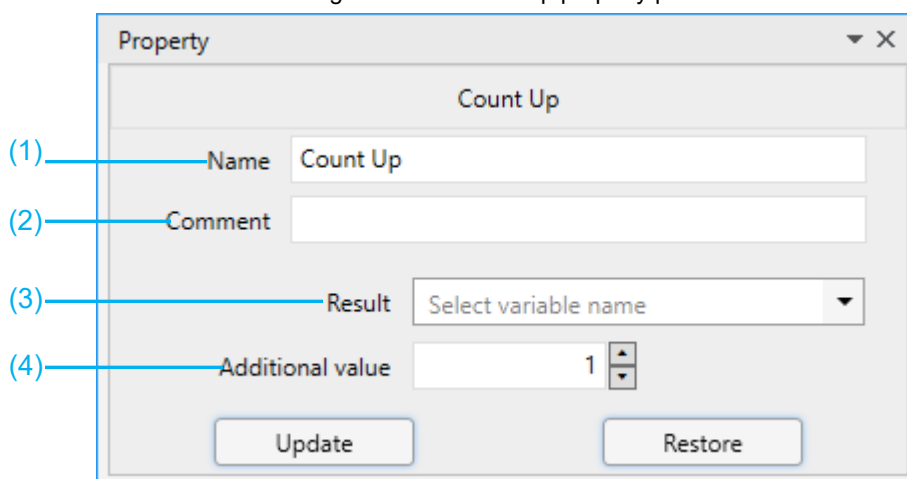 Property
Count Up
(1) Name Count Up
(2) Comment
(3) Result Select variable name
(4) Additional value 1
Update Restore